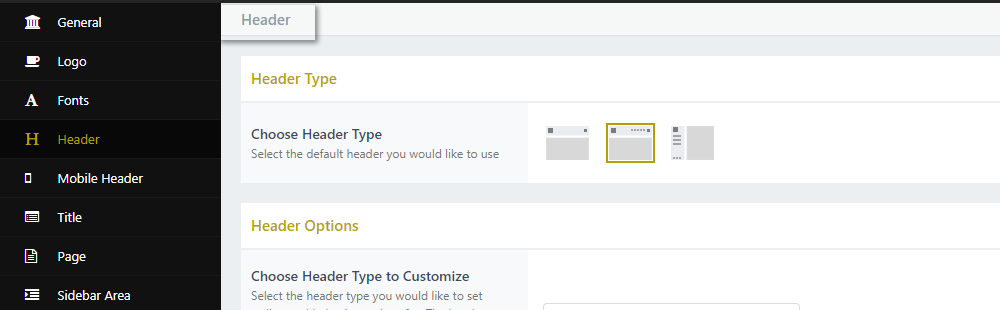 General
Logo
Fonts
Header
Mobile Header
Title
Page
Sidebar Area
Header
Header Type
Choose Header Type
Select the default header you would like to use
Header Options
Choose Header Type to Customize
Select the header type you would like to set